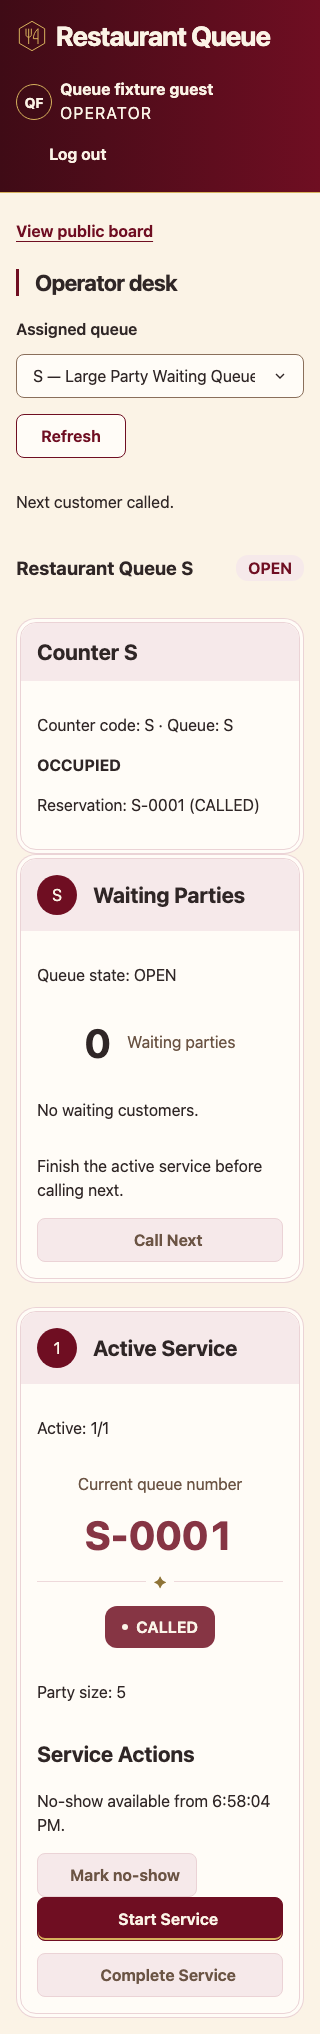 Restaurant Queue
QF
Queue fixture guest
OPERATOR
Log out
View public board
Operator desk
Assigned queue
S — Large Party Waiting Queue
Refresh
Next customer called.
Restaurant Queue S
OPEN
Counter S
Counter code: S · Queue: S
OCCUPIED
Reservation: S-0001 (CALLED)
S
Waiting Parties
Queue state: OPEN
0
Waiting parties
No waiting customers.
Finish the active service before
calling next.
Call Next
1
Active Service
Active: 1/1
Current queue number
S-0001
CALLED
Party size: 5
Service Actions
No-show available from 6:58:04
PM.
Mark no-show
Start Service
Complete Service